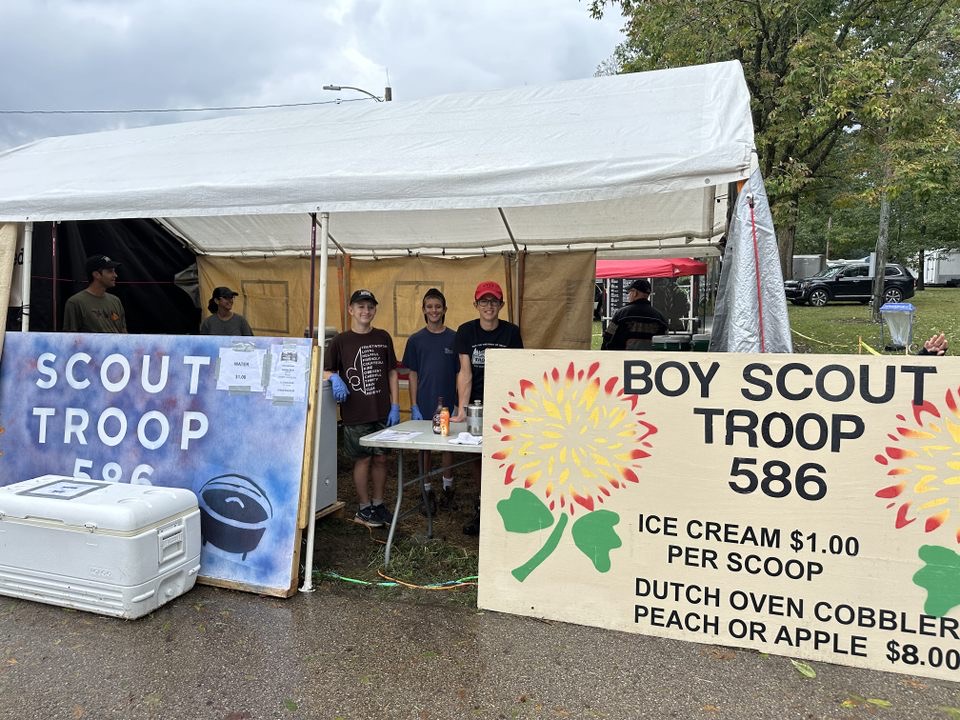 SCOUT
TROOP
586
WATER
$1.00
BOY SCOUT
TROOP
586
ICE CREAM $1.00
PER SCOOP
DUTCH OVEN COBBLER
PEACH OR APPLE $8.00